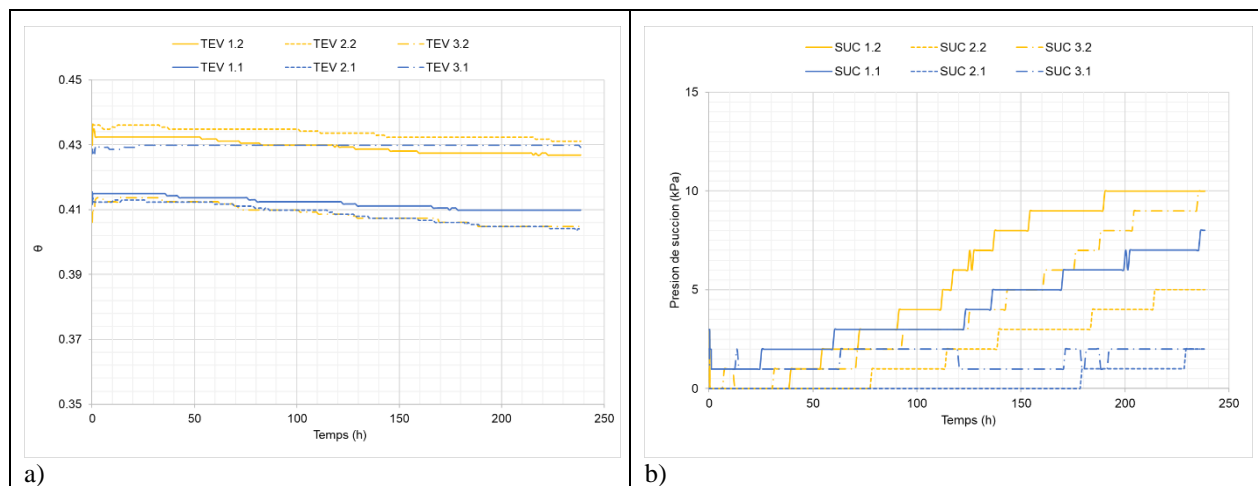 TEV 1.2 TEV 2.2 TEV 3.2
TEV 1.1 TEV 2.1 TEV 3.1
0.45
0.43
0.41
θ
0.39
0.37
0.35
0 50 100 150 200 250
Temps (h)
a)
SUC 1.2 SUC 2.2 SUC 3.2
SUC 1.1 SUC 2.1 SUC 3.1
15
10
Presion de succion (kPa)
5
0
0 50 100 150 200 250
Temps (h)
b)